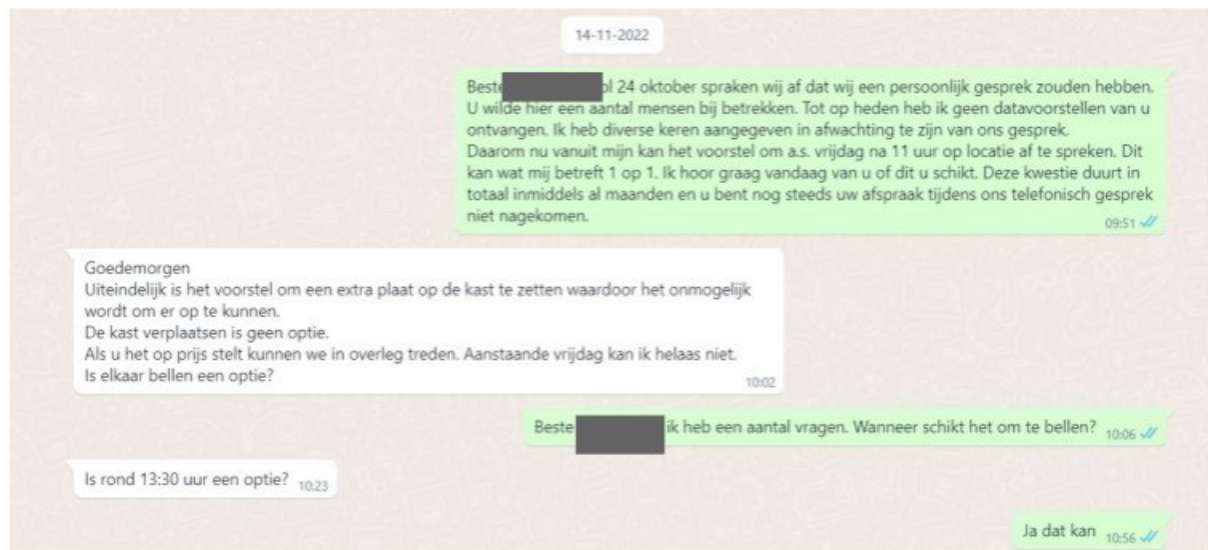 14-11-2022
Beste ol 24 oktober spraken wij af dat wij een persoonlijk gesprek zouden hebben.
U wilde hier een aantal mensen bij betrekken. Tot op heden heb ik geen datavoorstellen van u
ontvangen. Ik heb diverse keren aangegeven in afwachting te zijn van ons gesprek.
Daarom nu vanuit mijn kan het voorstel om a.s. vrijdag na 11 uur op locatie af te spreken. Dit
kan wat mij betreft 1 op 1. Ik hoor graag vandaag van u of dit u schikt. Deze kwestie duurt in
totaal inmiddels al maanden en u bent nog steeds uw afspraak tijdens ons telefonisch gesprek
niet nagekomen.
09:51
Goedemorgen
Uiteindelijk is het voorstel om een extra plaat op de kast te zetten waardoor het onmogelijk
wordt om er op te kunnen.
De kast verplaatsen is geen optie.
Als u het op prijs stelt kunnen we in overleg treden. Aanstaande vrijdag kan ik helaas niet.
Is elkaar bellen een optie?
10:02
Beste ik heb een aantal vragen. Wanneer schikt het om te bellen? 10:06
Is rond 13:30 uur een optie? 10:23
Ja dat kan 10:56